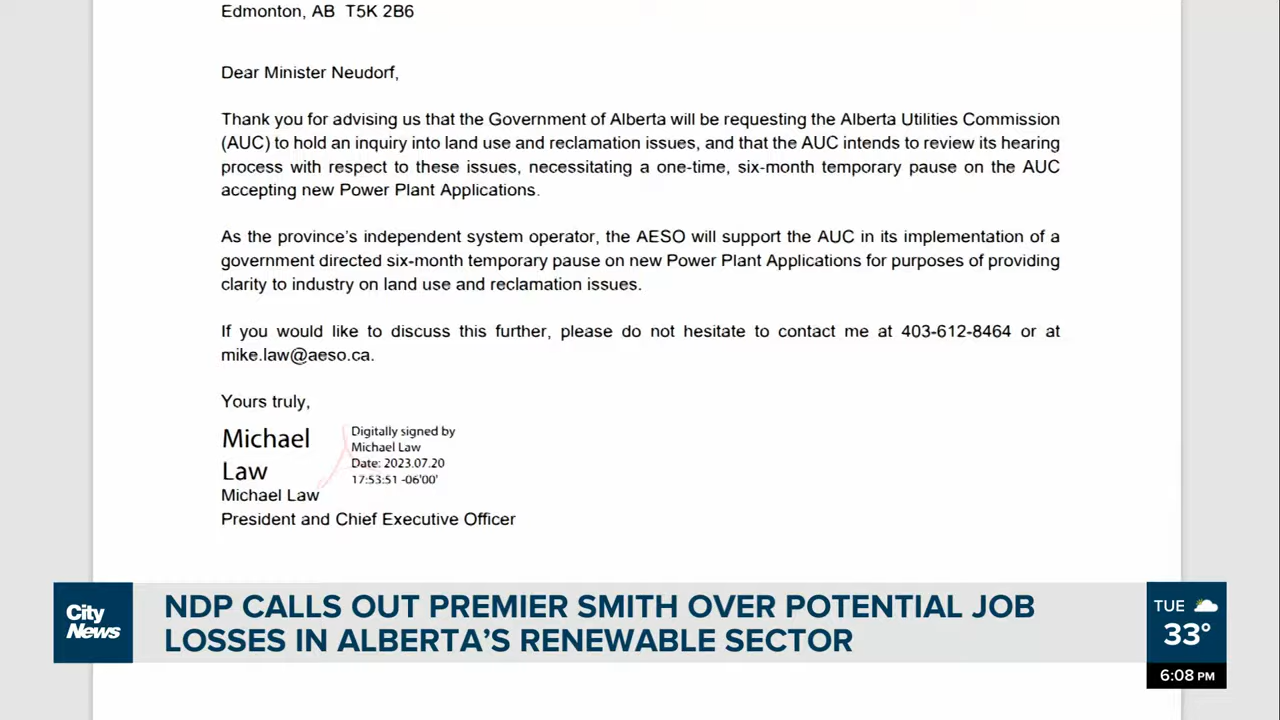 Edmonton, AB T5K 2B6
Dear Minister Neudorf,
Thank you for advising us that the Government of Alberta will be requesting the Alberta Utilities Commission
(AUC) to hold an inquiry into land use and reclamation issues, and that the AUC intends to review its hearing
process with respect to these issues, necessitating a one-time, six-month temporary pause on the AUC
accepting new Power Plant Applications.
As the province's independent system operator, the AESO will support the AUC in its implementation of a
government directed six-month temporary pause on new Power Plant Applications for purposes of providing
clarity to industry on land use and reclamation issues.
If you would like to discuss this further, please do not hesitate to contact me at 403-612-8464 or at
mike.law@aeso.ca.
Yours truly,
Michael
Law
Digitally signed by
Michael Law
Date: 2023.07.20
17:53:51 -06'00'
Michael Law
President and Chief Executive Officer
City
News
NDP CALLS OUT PREMIER SMITH OVER POTENTIAL JOB
LOSSES IN ALBERTA'S RENEWABLE SECTOR
TUE
33°
6:08 PM